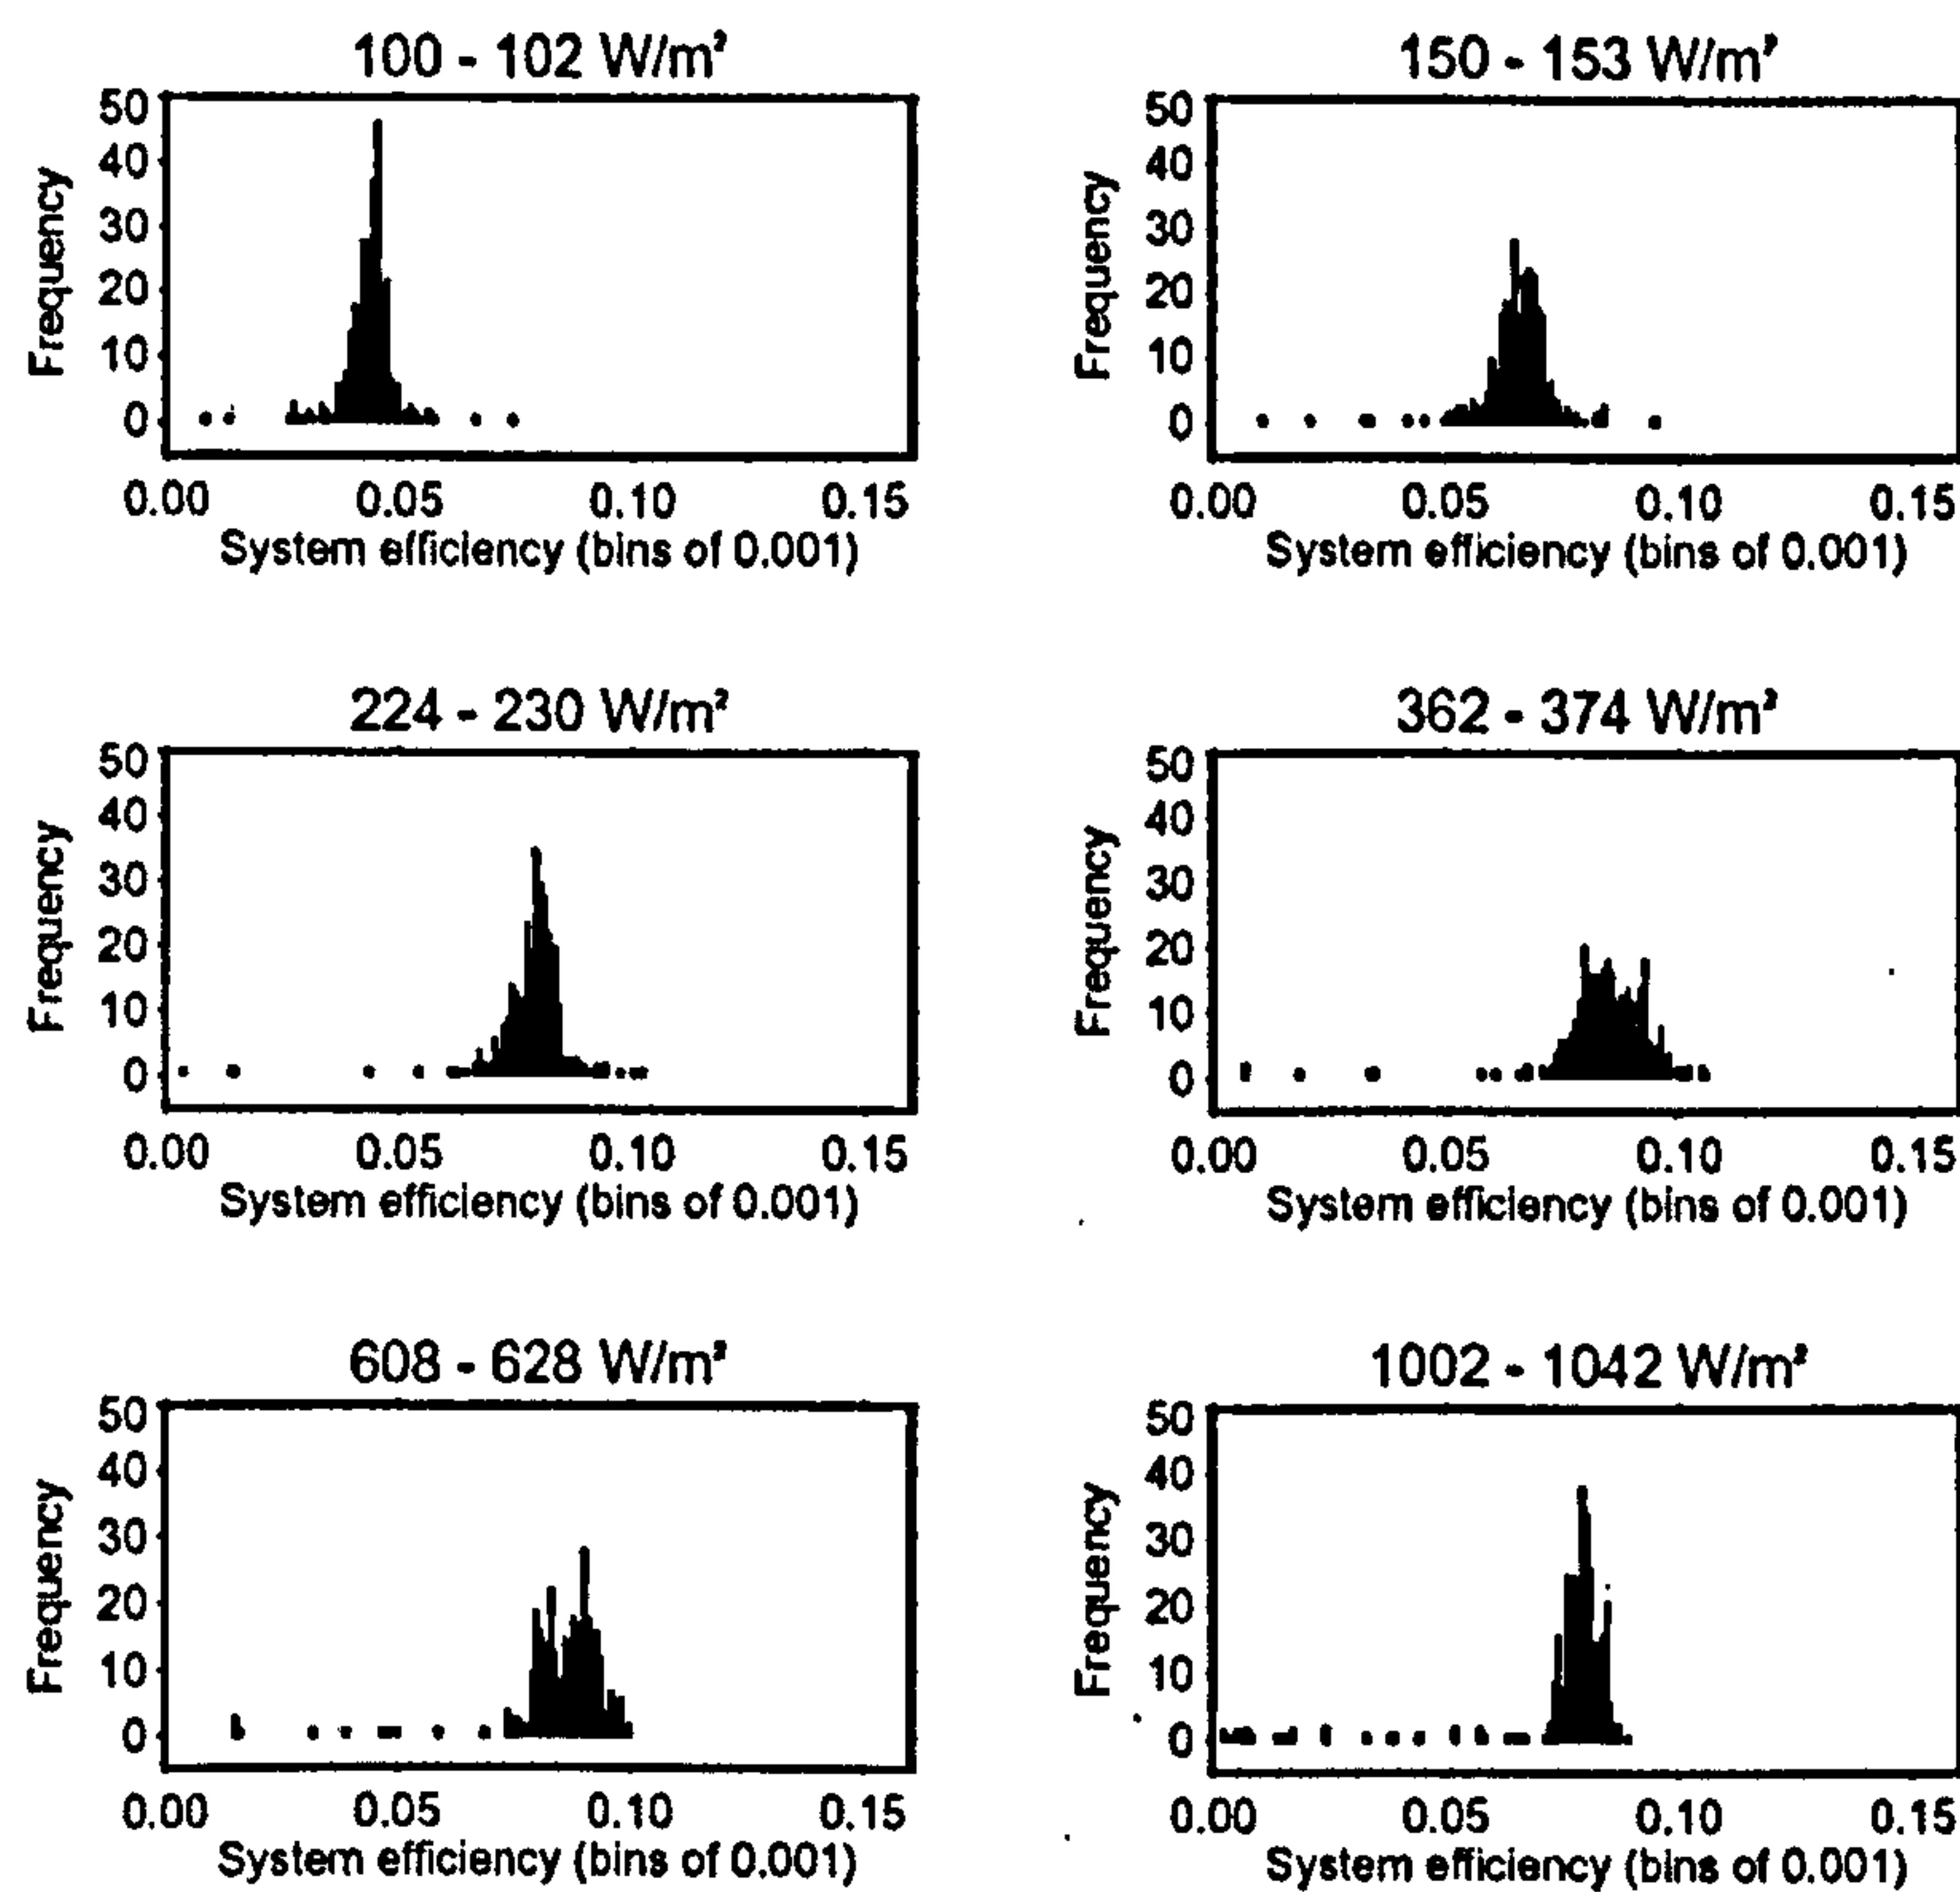 100 - 102 W/m²
50
40
30
20
10
0
Frequency
0.00 0.05 0.10 0.15
System efficiency (bins of 0.001)
150 - 153 W/m²
50
40
30
20
10
0
Frequency
0.00 0.05 0.10 0.15
System efficiency (bins of 0.001)
224 - 230 W/m²
50
40
30
20
10
0
Frequency
0.00 0.05 0.10 0.15
System efficiency (bins of 0.001)
362 - 374 W/m²
50
40
30
20
10
0
Frequency
0.00 0.05 0.10 0.15
System efficiency (bins of 0.001)
608 - 628 W/m²
50
40
30
20
10
0
Frequency
0.00 0.05 0.10 0.15
System efficiency (bins of 0.001)
1002 - 1042 W/m²
50
40
30
20
10
0
Frequency
0.00 0.05 0.10 0.15
System efficiency (bins of 0.001)